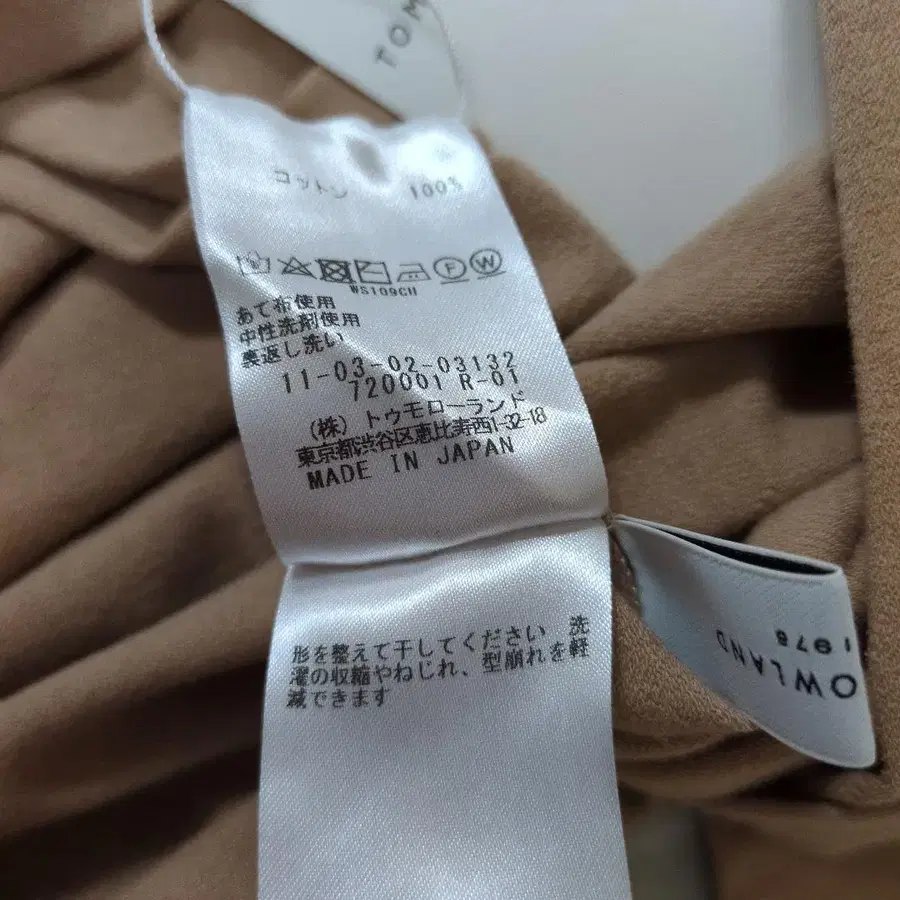 TOM
コットン 100%
F W
WS109CH
あて布使用
中性洗剤使用
裏返し洗い
11-03-02-03132
720001 R-01
(株) トゥモローランド
東京都渋谷区恵比寿西1-32-18
MADE IN JAPAN
形を整えて干してください 洗
濯の収縮やねじれ、型崩れを軽
減できます
OWLAND
1978